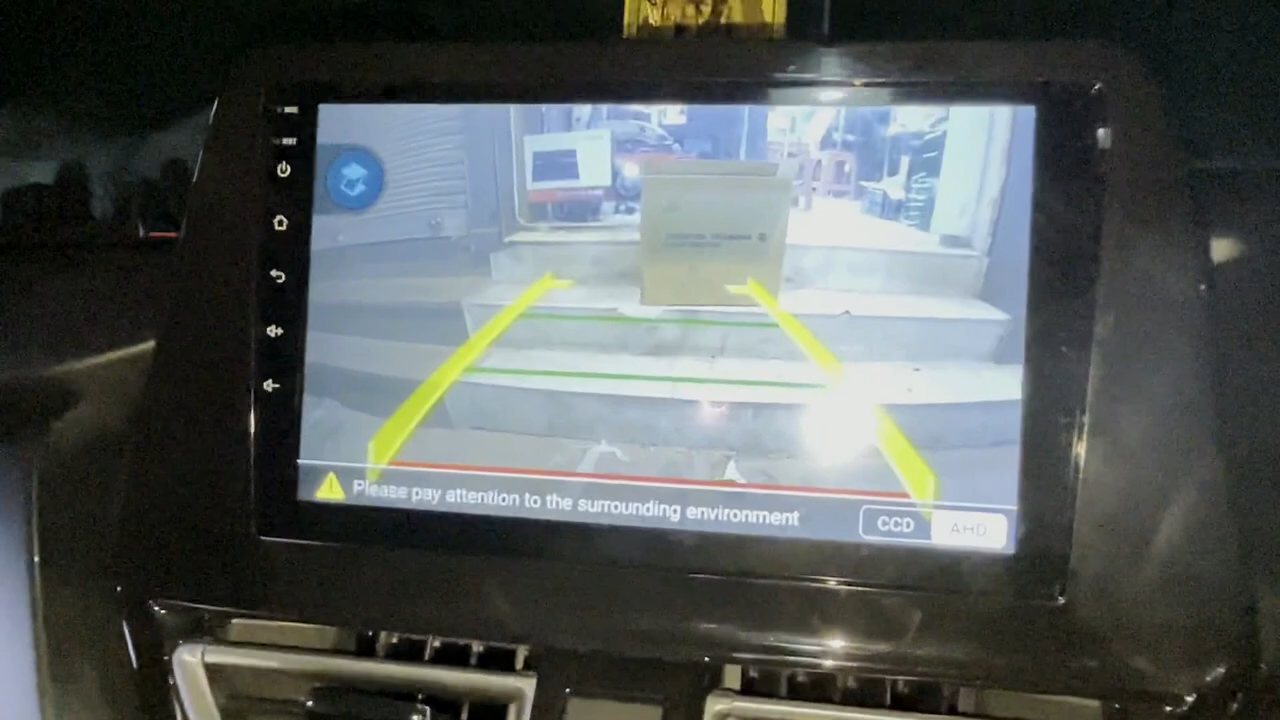 Please pay attention to the surrounding environment
CCD
AHD